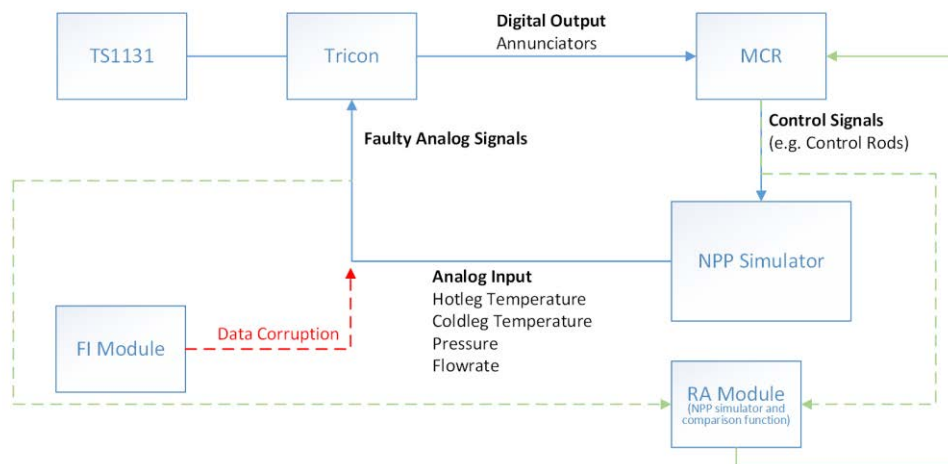 Digital Output
Annunciators
TS1131
Tricon
MCR
Control Signals
(e.g. Control Rods)
Faulty Analog Signals
NPP Simulator
Analog Input
Hotleg Temperature
Coldleg Temperature
Pressure
Flowrate
Data Corruption
FI Module
RA Module
(NPP simulator and
comparison function)